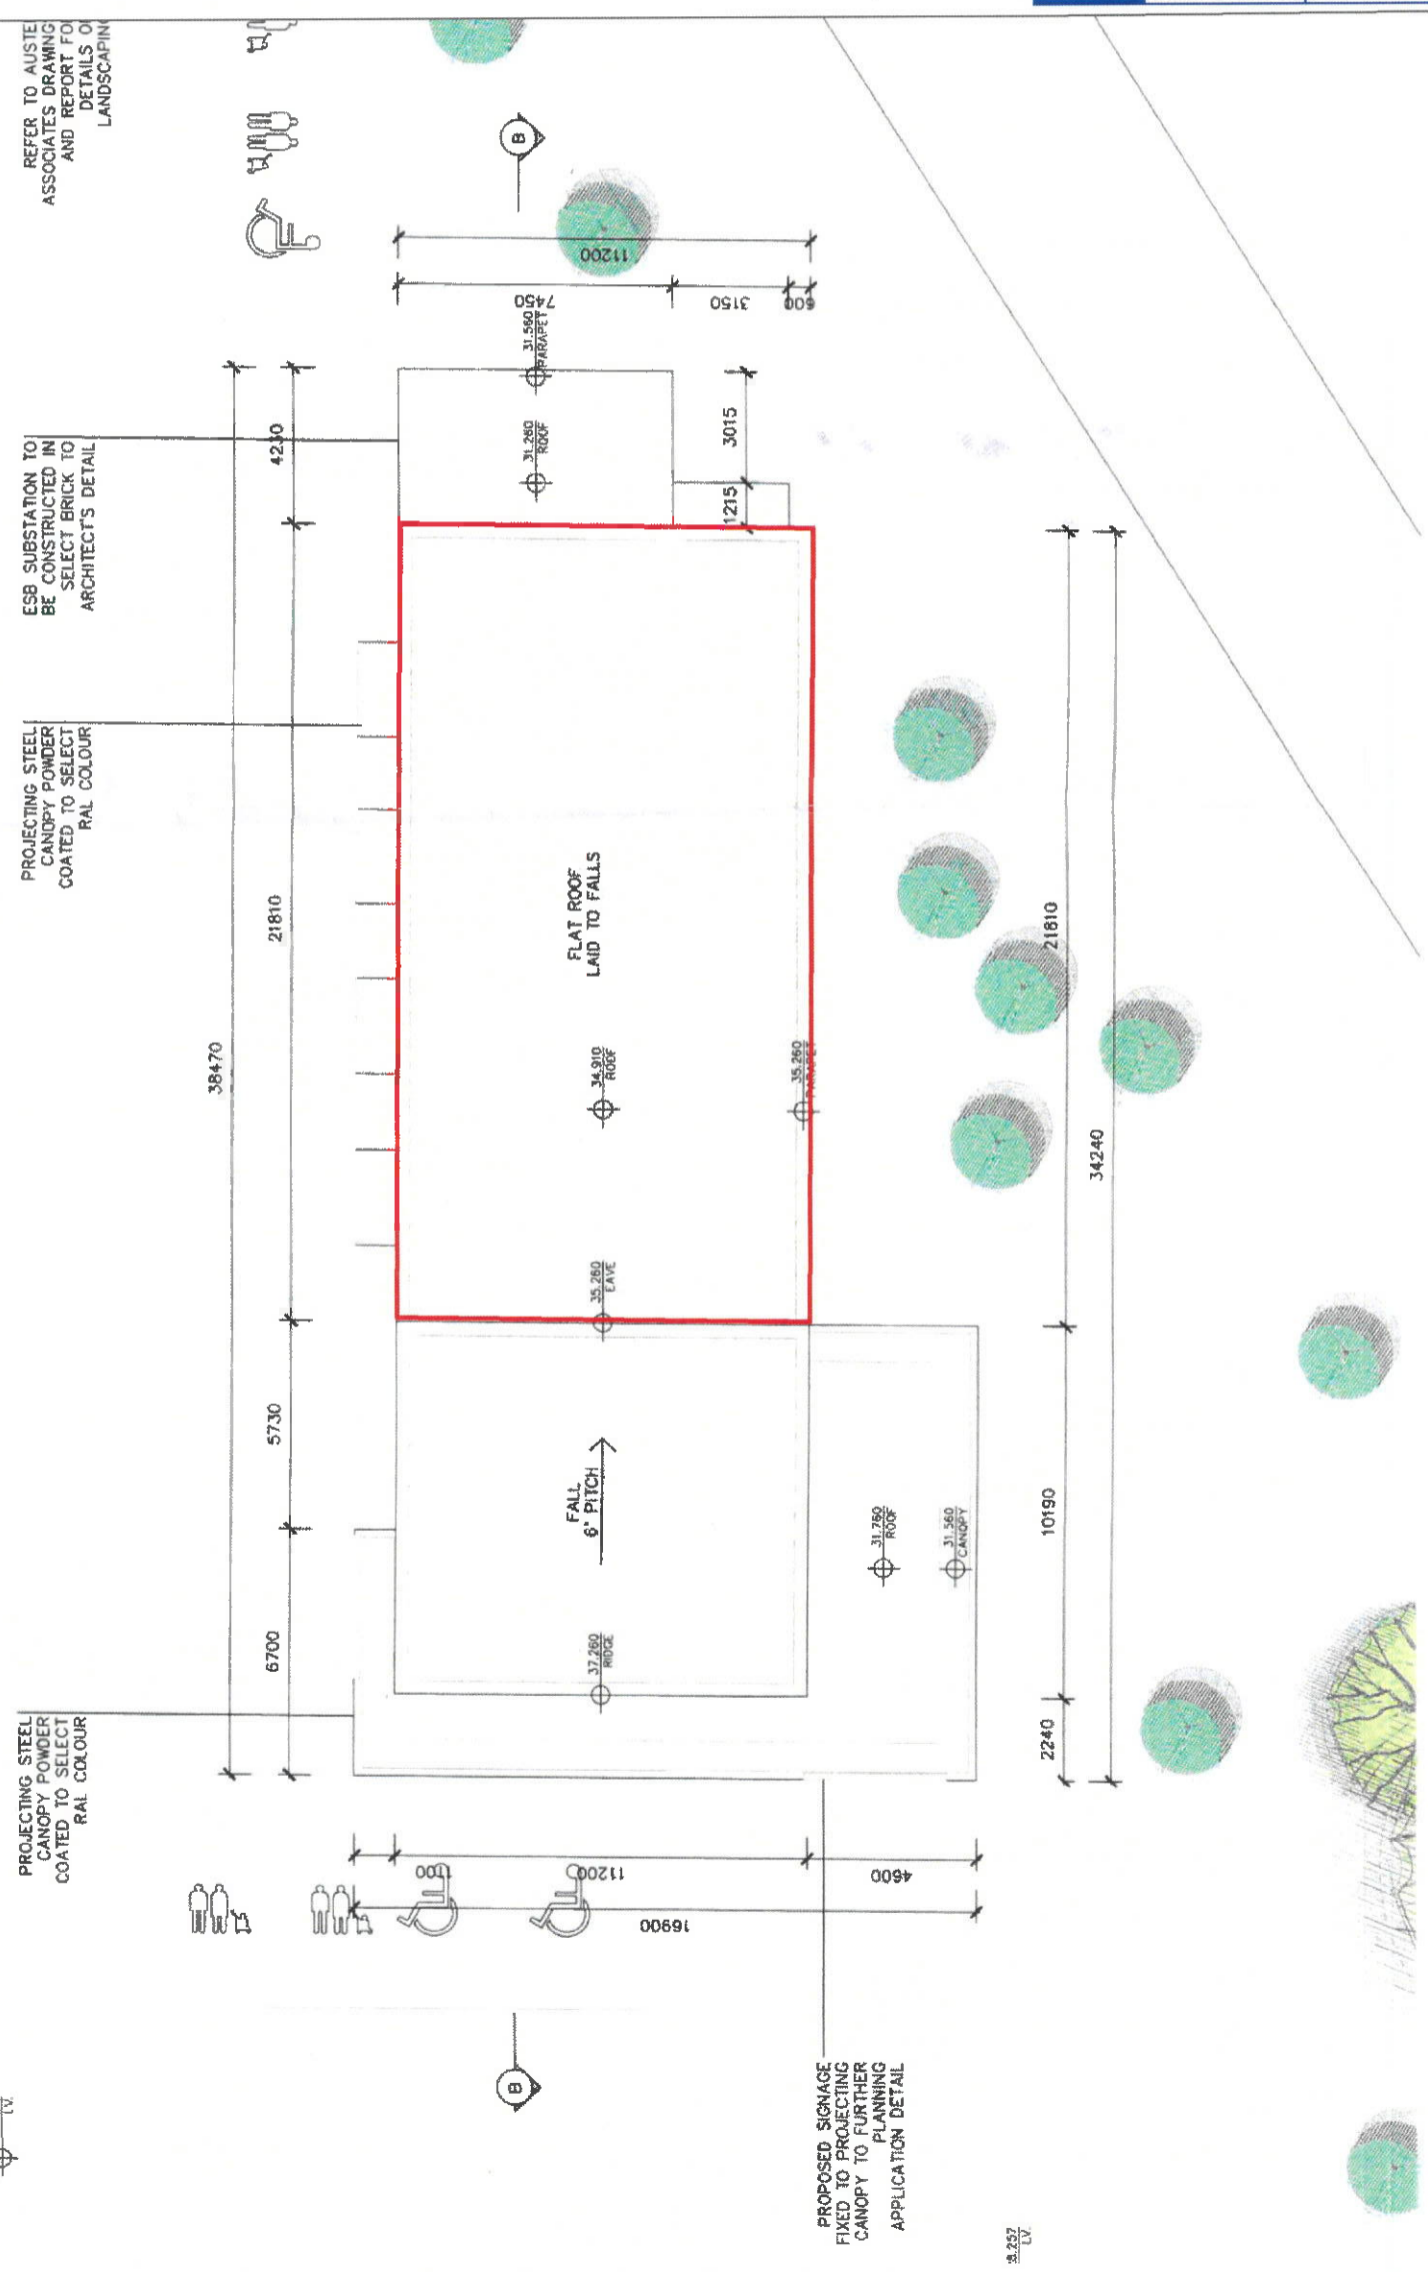 REFER TO
ASSOCIATES
AND REPORT
DETAILS
ESB SUBSTATION TO
BE CONSTRUCTED IN
SELECT BRICK TO
ARCHITECT'S DETAIL
PROJECTING STEEL
CANOPY POWDER
COATED TO SELECT
RAL COLOUR
PROJECTING STEEL
CANOPY POWDER
COATED TO SELECT
RAL COLOUR
38470
6700
5730
21810
4230
B
11200
7450
3150
600
31.560
PARAPET
31.260
ROOF
3015
1215
FLAT ROOF
LAID TO FALLS
34.910
ROOF
35.260
PARAPET
35.260
EAVE
FALL
6° PITCH
37.260
RIDGE
31.760
ROOF
31.560
CANOPY
2240
10190
21810
34240
1100
11200
4600
16900
B
PROPOSED SIGNAGE
FIXED TO PROJECTING
CANOPY TO FURTHER
PLANNING
APPLICATION DETAIL
LV.
LV.